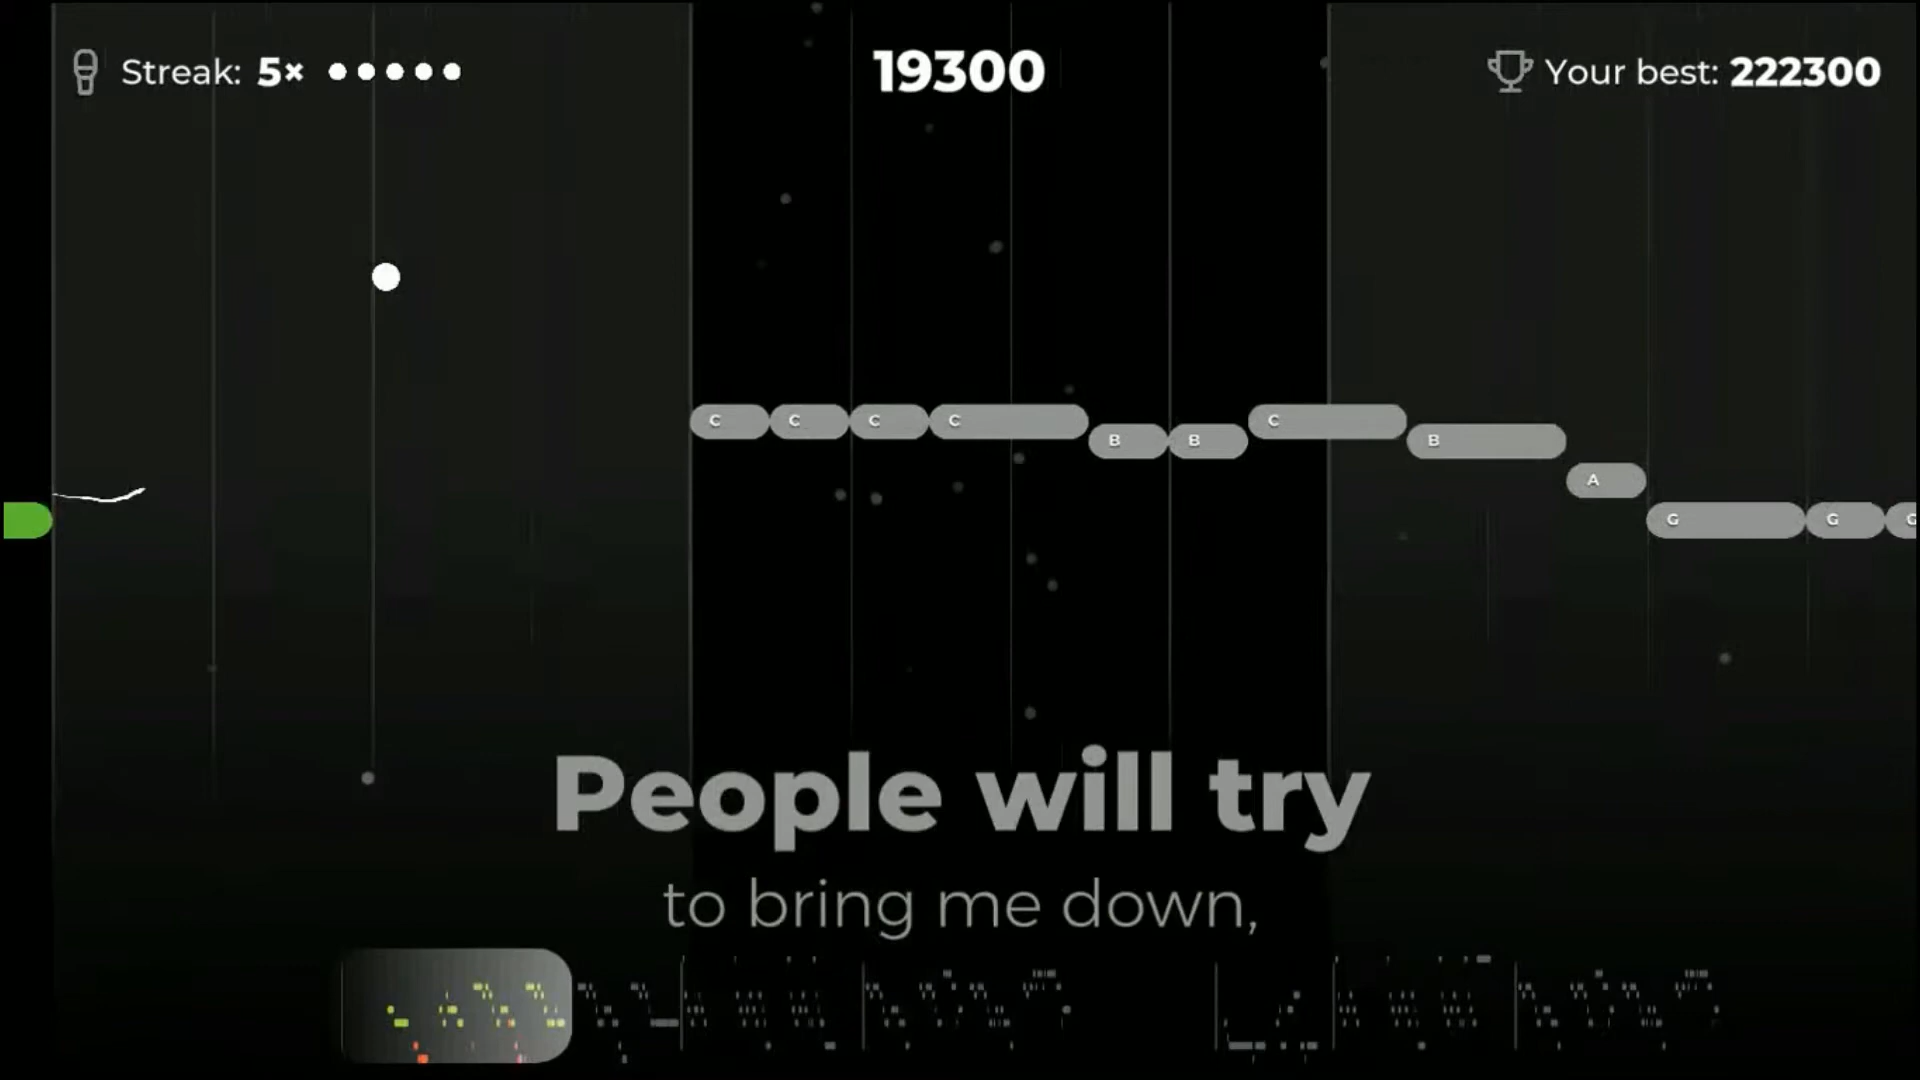 Streak: 5× 19300 Your best: 222300
C C C C B B C B A G G G
People will try
to bring me down,